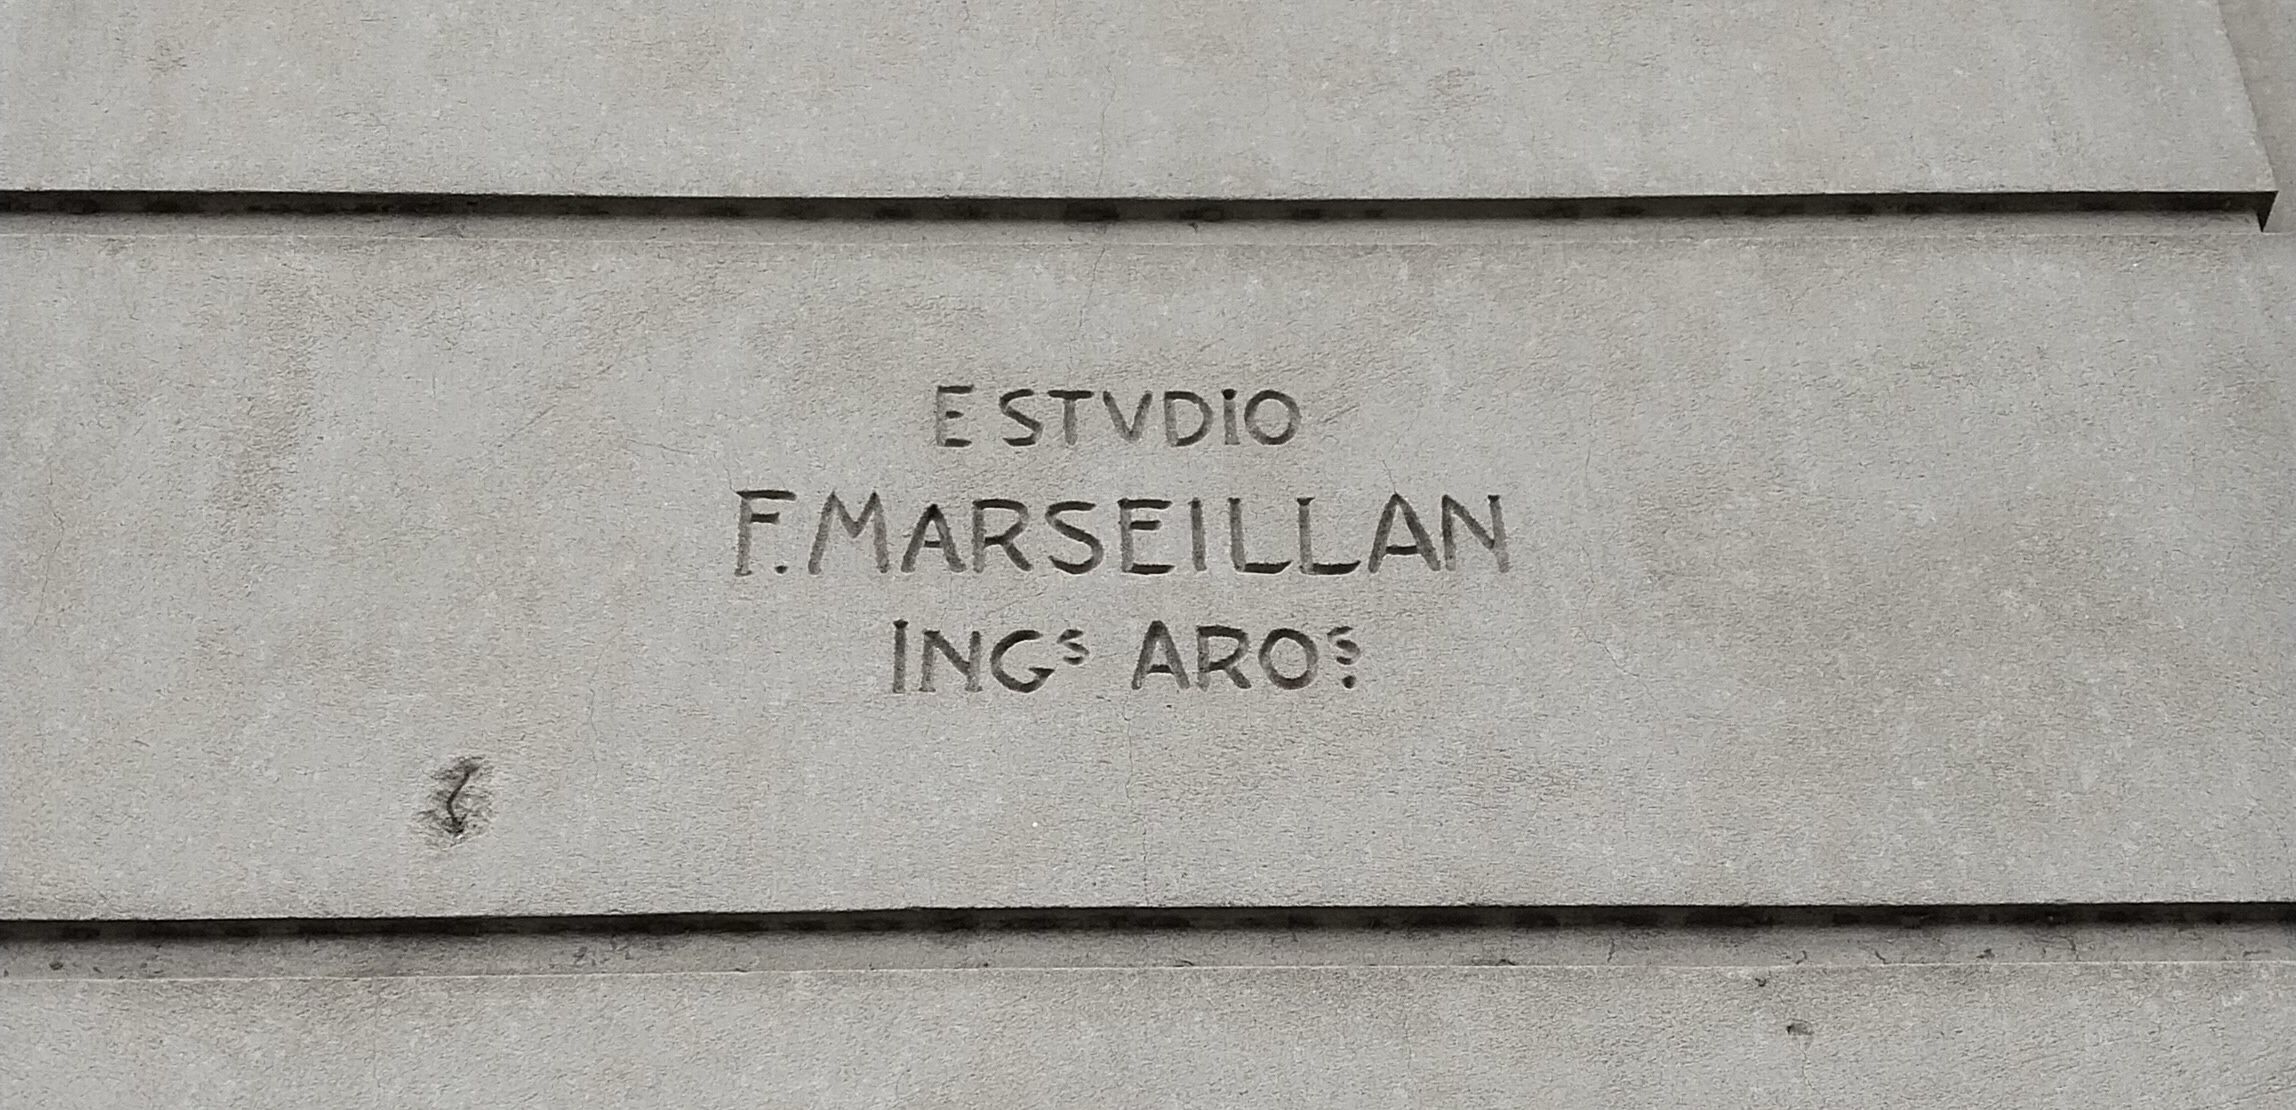 ESTVDIO
F. MARSEILLAN
INGˢ AROˢ.